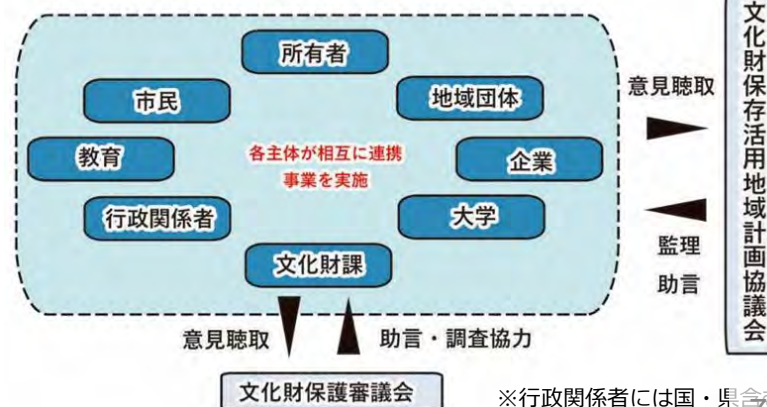 所有者
市民
地域団体
教育
各主体が相互に連携
事業を実施
企業
行政関係者
大学
文化財課
意見聴取
監理
助言
文化財保存活用地域計画協議会
意見聴取
助言・調査協力
文化財保護審議会
※行政関係者には国・県含